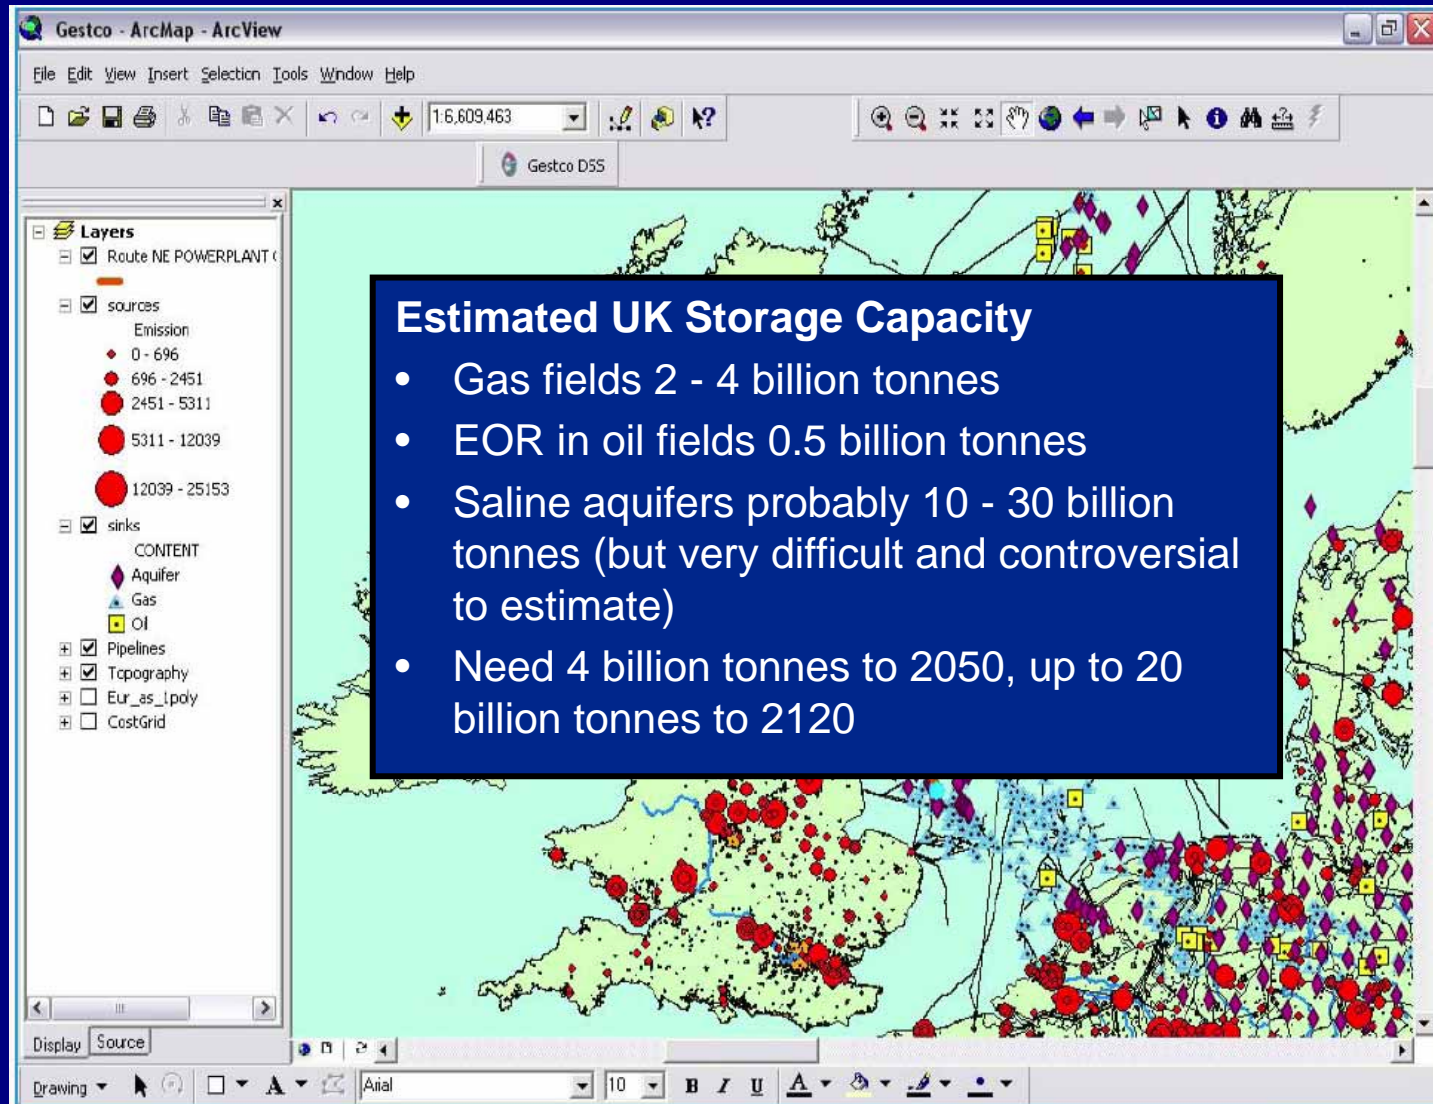 Gestco - ArcMap - ArcView
File Edit View Insert Selection Tools Window Help
1:6,609,463
Gestco DSS
Layers
Route NE POWERPLANT
sources
Emission
0 - 696
696 - 2451
2451 - 5311
5311 - 12039
12039 - 25153
sinks
CONTENT
Aquifer
Gas
Oil
Pipelines
Topography
Eur_as_1poly
CostGrid
Estimated UK Storage Capacity
• Gas fields 2 - 4 billion tonnes
• EOR in oil fields 0.5 billion tonnes
• Saline aquifers probably 10 - 30 billion
tonnes (but very difficult and controversial
to estimate)
• Need 4 billion tonnes to 2050, up to 20
billion tonnes to 2120
Display Source
Drawing A Arial 10 B I U A